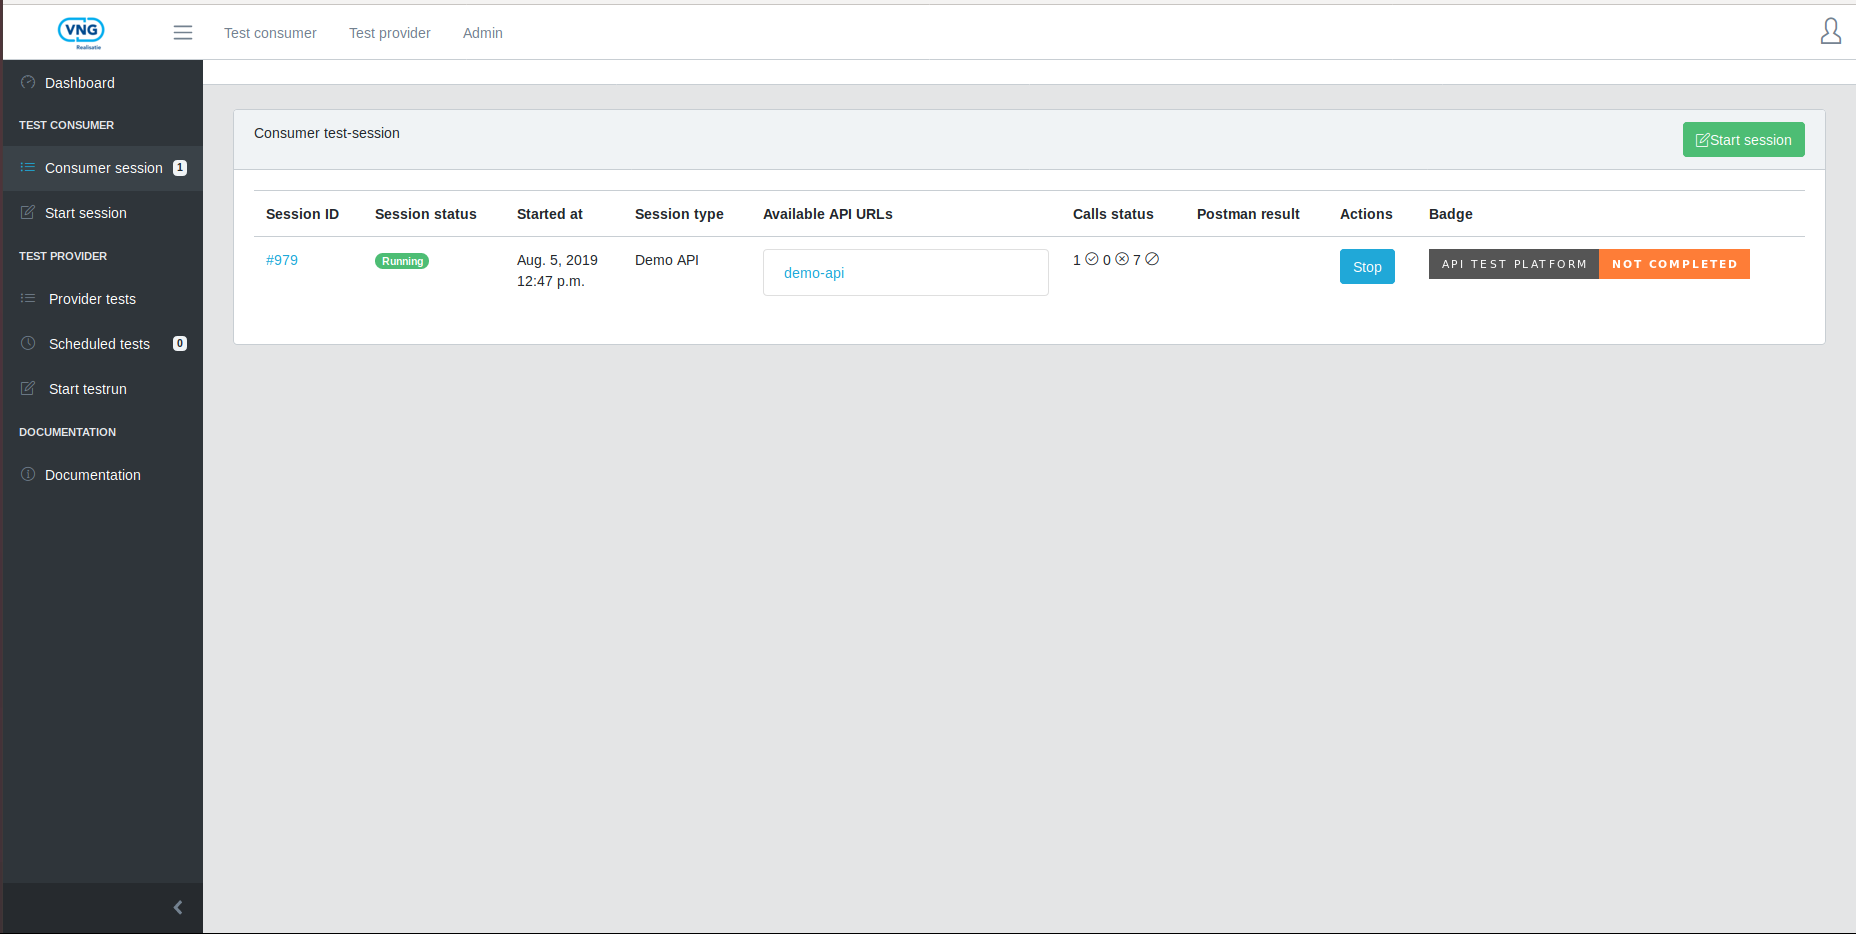 VNG
Realisatie
Test consumer Test provider Admin
Dashboard
TEST CONSUMER
Consumer session 1
Start session
TEST PROVIDER
Provider tests
Scheduled tests 0
Start testrun
DOCUMENTATION
Documentation
Consumer test-session
Start session
Session ID Session status Started at Session type Available API URLs Calls status Postman result Actions Badge
#979 Running Aug. 5, 2019 Demo API demo-api 1 0 7 Stop API TEST PLATFORM NOT COMPLETED
12:47 p.m.